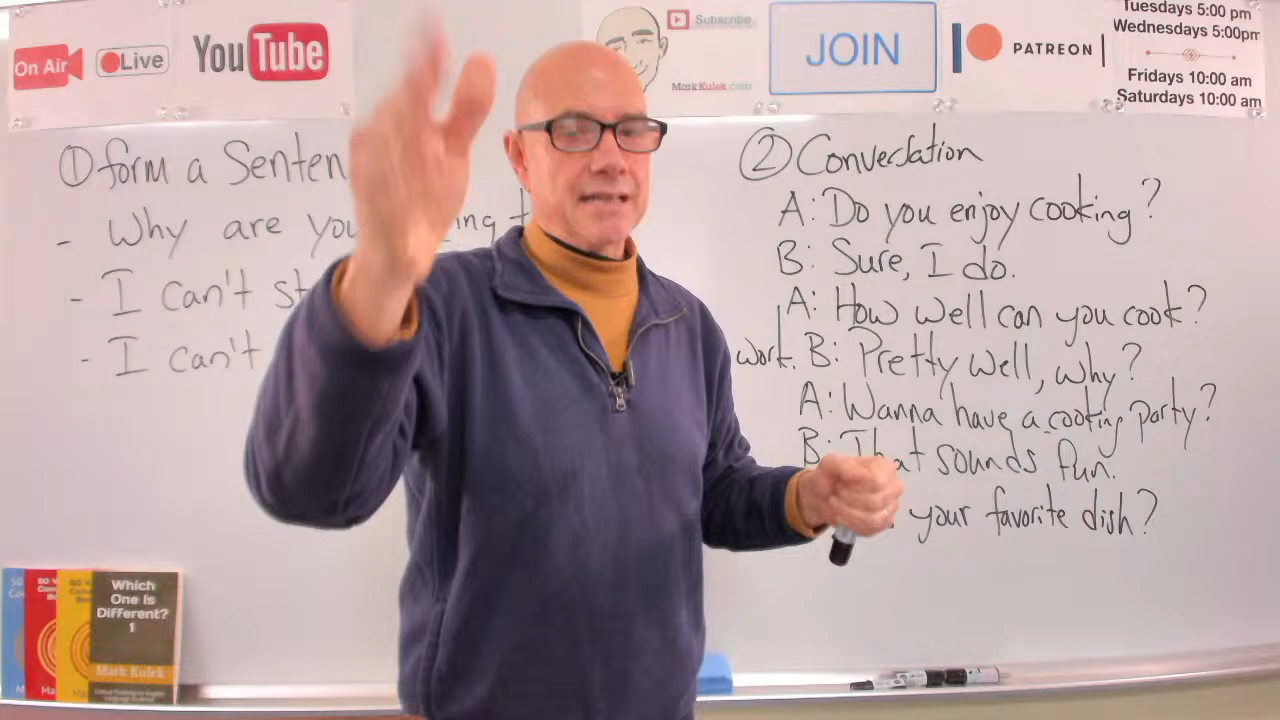 On Air
Live
YouTube
Subscribe
MarkKulek.com
JOIN
PATREON
Tuesdays 5:00 pm
Wednesdays 5:00pm
Fridays 10:00 am
Saturdays 10:00 am
① form a Senten
- Why are you ing t
- I can't st
- I can't
② Conversation
A: Do you enjoy cooking?
B: Sure, I do.
A: How well can you cook?
work. B: Pretty well, why?
A: Wanna have a cooking party?
B: That sounds fun.
your favorite dish?
Which
One Is
Different?
1
Mark Kulek